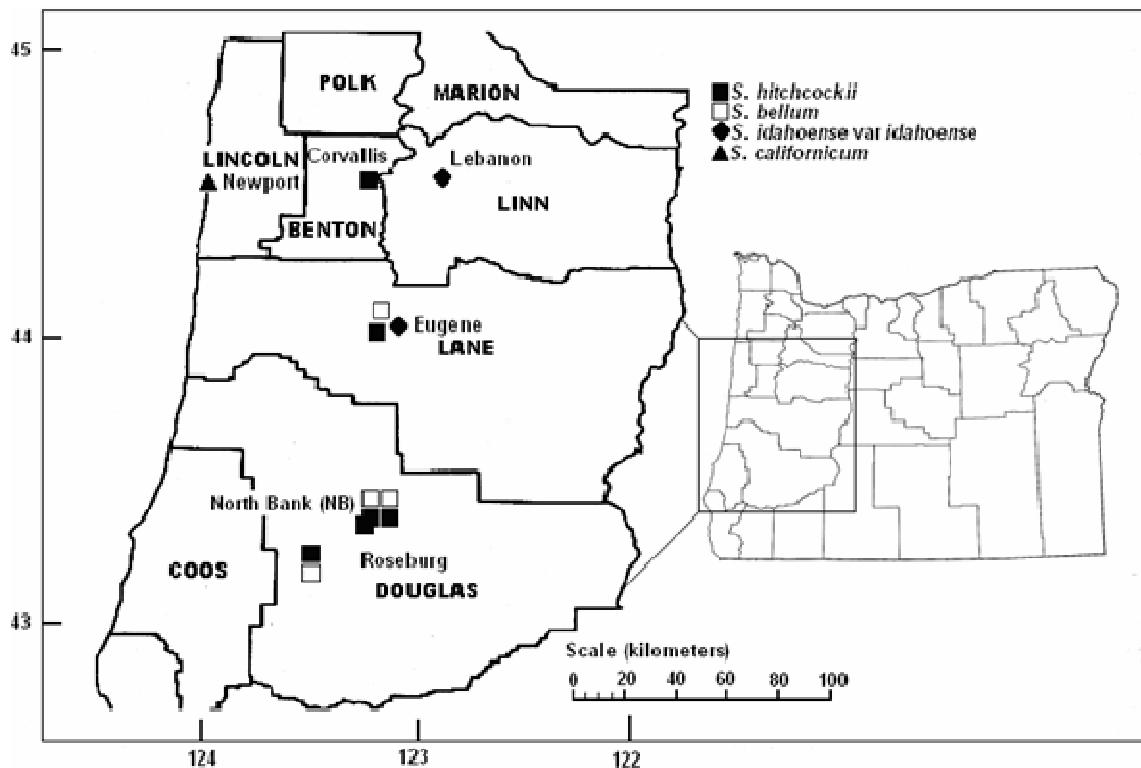 45
POLK
MARION
S. hitchcockii
S. bellum
S. idahoense var idahoense
S. californicum
LINCOLN
Corvallis
Lebanon
Newport
LINN
BENTON
44
Eugene
LANE
North Bank (NB)
Roseburg
COOS
DOUGLAS
43
Scale (kilometers)
0 20 40 60 80 100
124 123 122